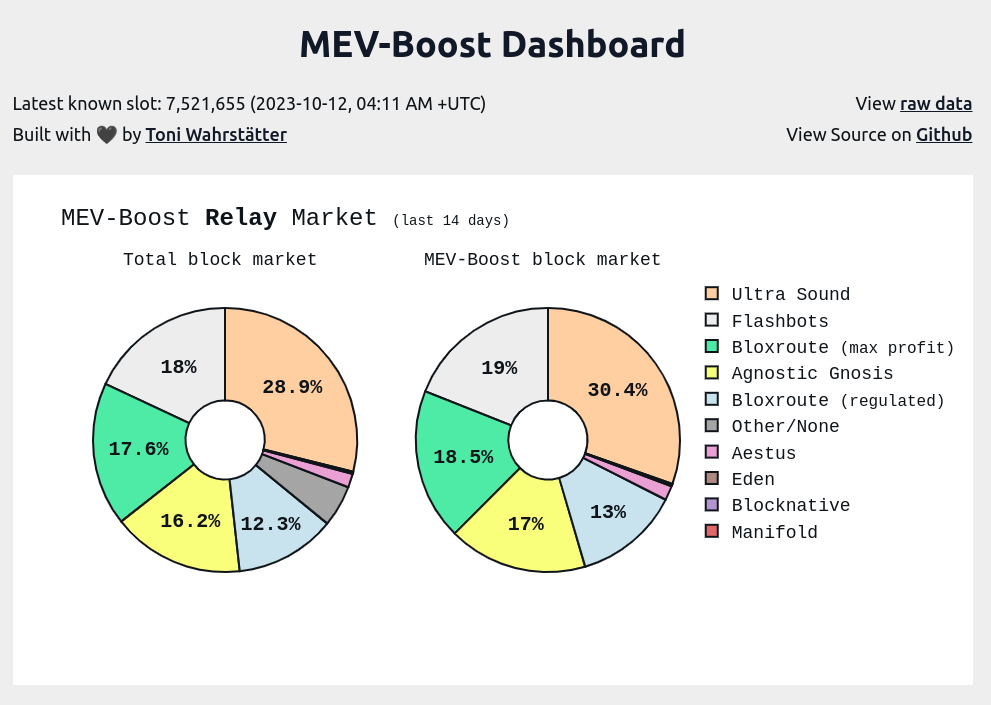 MEV-Boost Dashboard
Latest known slot: 7,521,655 (2023-10-12, 04:11 AM +UTC)
View raw data
Built with 🖤 by Toni Wahrstätter
View Source on Github
MEV-Boost Relay Market (last 14 days)
Total block market
MEV-Boost block market
18%
28.9%
17.6%
16.2%
12.3%
19%
30.4%
18.5%
17%
13%
Ultra Sound
Flashbots
Bloxroute (max profit)
Agnostic Gnosis
Bloxroute (regulated)
Other/None
Aestus
Eden
Blocknative
Manifold